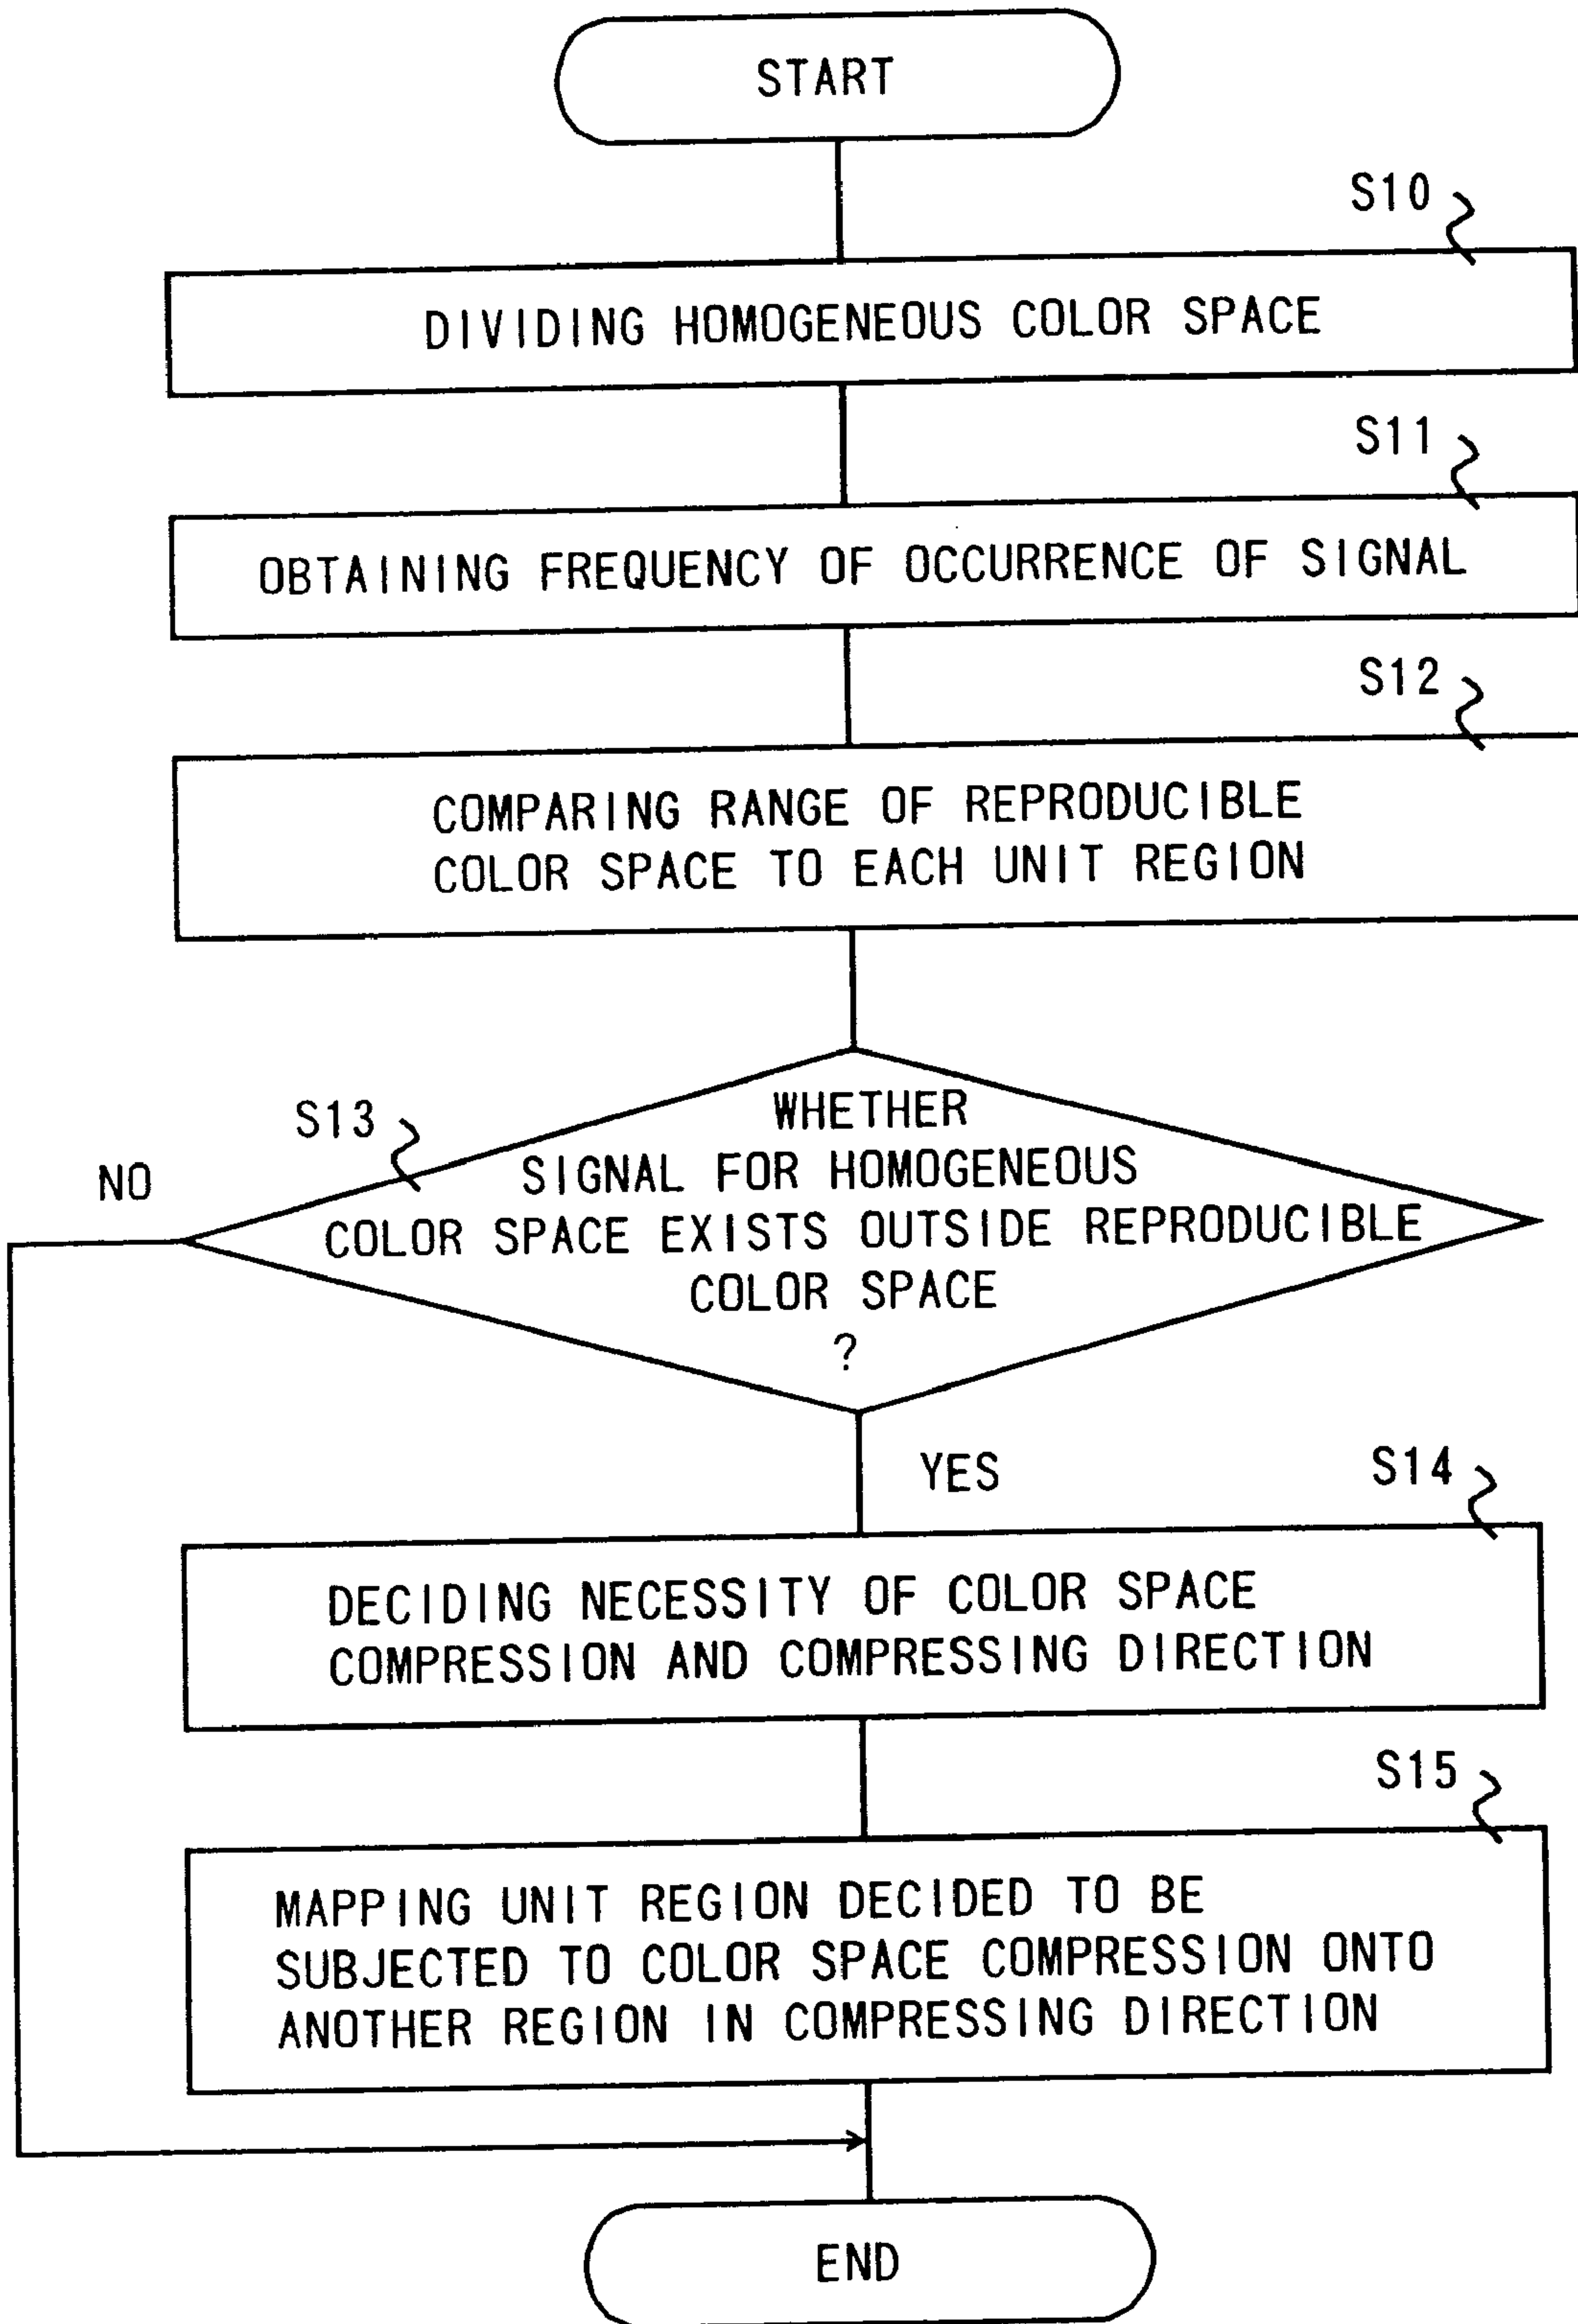 START
S10
DIVIDING HOMOGENEOUS COLOR SPACE
S11
OBTAINING FREQUENCY OF OCCURRENCE OF SIGNAL
S12
COMPARING RANGE OF REPRODUCIBLE
COLOR SPACE TO EACH UNIT REGION
S13
WHETHER
SIGNAL FOR HOMOGENEOUS
COLOR SPACE EXISTS OUTSIDE REPRODUCIBLE
COLOR SPACE
?
NO
YES
S14
DECIDING NECESSITY OF COLOR SPACE
COMPRESSION AND COMPRESSING DIRECTION
S15
MAPPING UNIT REGION DECIDED TO BE
SUBJECTED TO COLOR SPACE COMPRESSION ONTO
ANOTHER REGION IN COMPRESSING DIRECTION
END